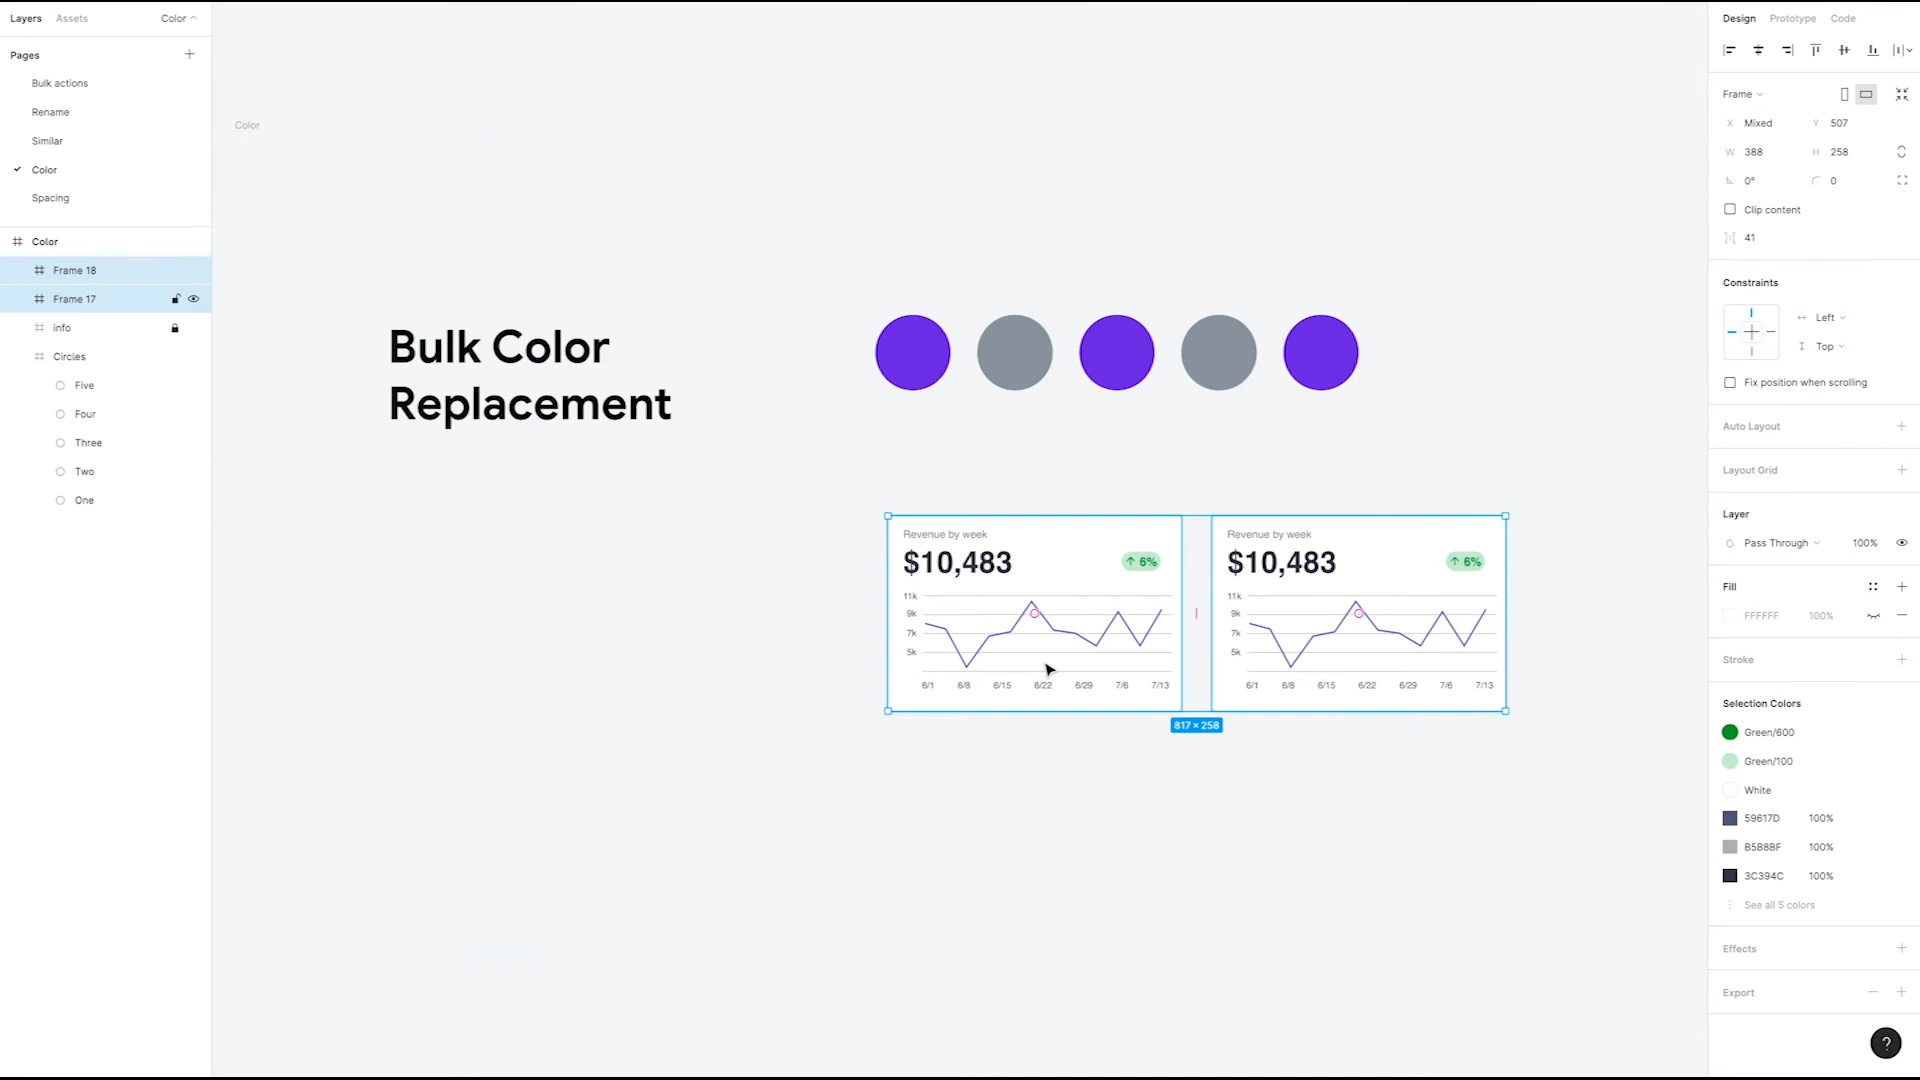 Layers Assets Color
Pages
Bulk actions
Rename
Similar
Color
Spacing
Color
Frame 18
Frame 17
info
Circles
Five
Four
Three
Two
One
Color
Bulk Color
Replacement
Revenue by week
$10,483
↑ 6%
11k
9k
7k
5k
6/1 6/8 6/15 6/22 6/29 7/6 7/13
Revenue by week
$10,483
↑ 6%
11k
9k
7k
5k
6/1 6/8 6/15 6/22 6/29 7/6 7/13
817 × 258
Design Prototype Code
Frame
X Mixed Y 507
W 388 H 258
0° 0
Clip content
41
Constraints
Left
Top
Fix position when scrolling
Auto Layout
Layout Grid
Layer
Pass Through 100%
Fill
FFFFFF 100%
Stroke
Selection Colors
Green/600
Green/100
White
59617D 100%
B5B8BF 100%
3C394C 100%
See all 5 colors
Effects
Export
?